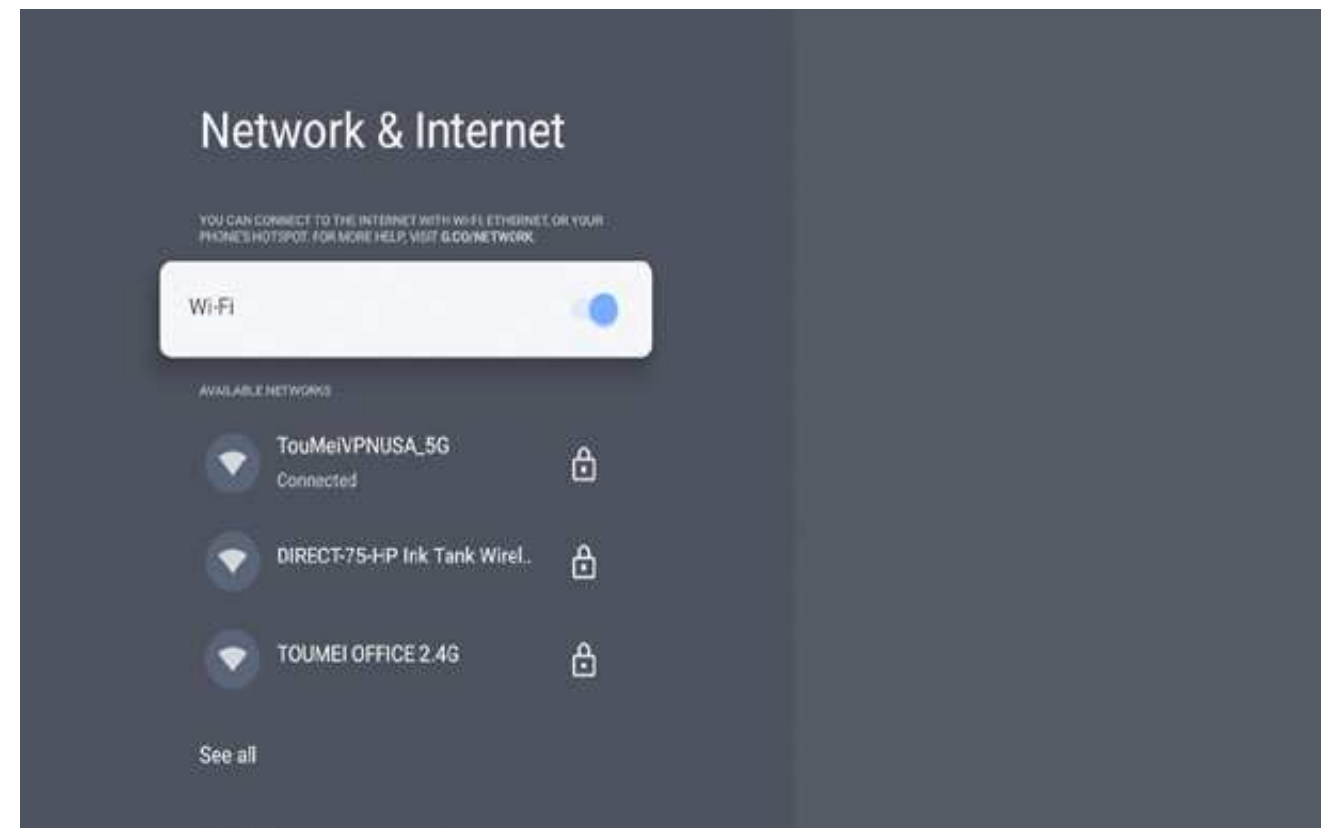 Network & Internet
YOU CAN CONNECT TO THE INTERNET WITH WI-FI, ETHERNET, OR YOUR
PHONE'S HOTSPOT. FOR MORE HELP, VISIT G.CO/NETWORK.
Wi-Fi
AVAILABLE NETWORKS
TouMeiVPNUSA_5G
Connected
DIRECT-75-HP Ink Tank Wirel..
TOUMEI OFFICE 2.4G
See all